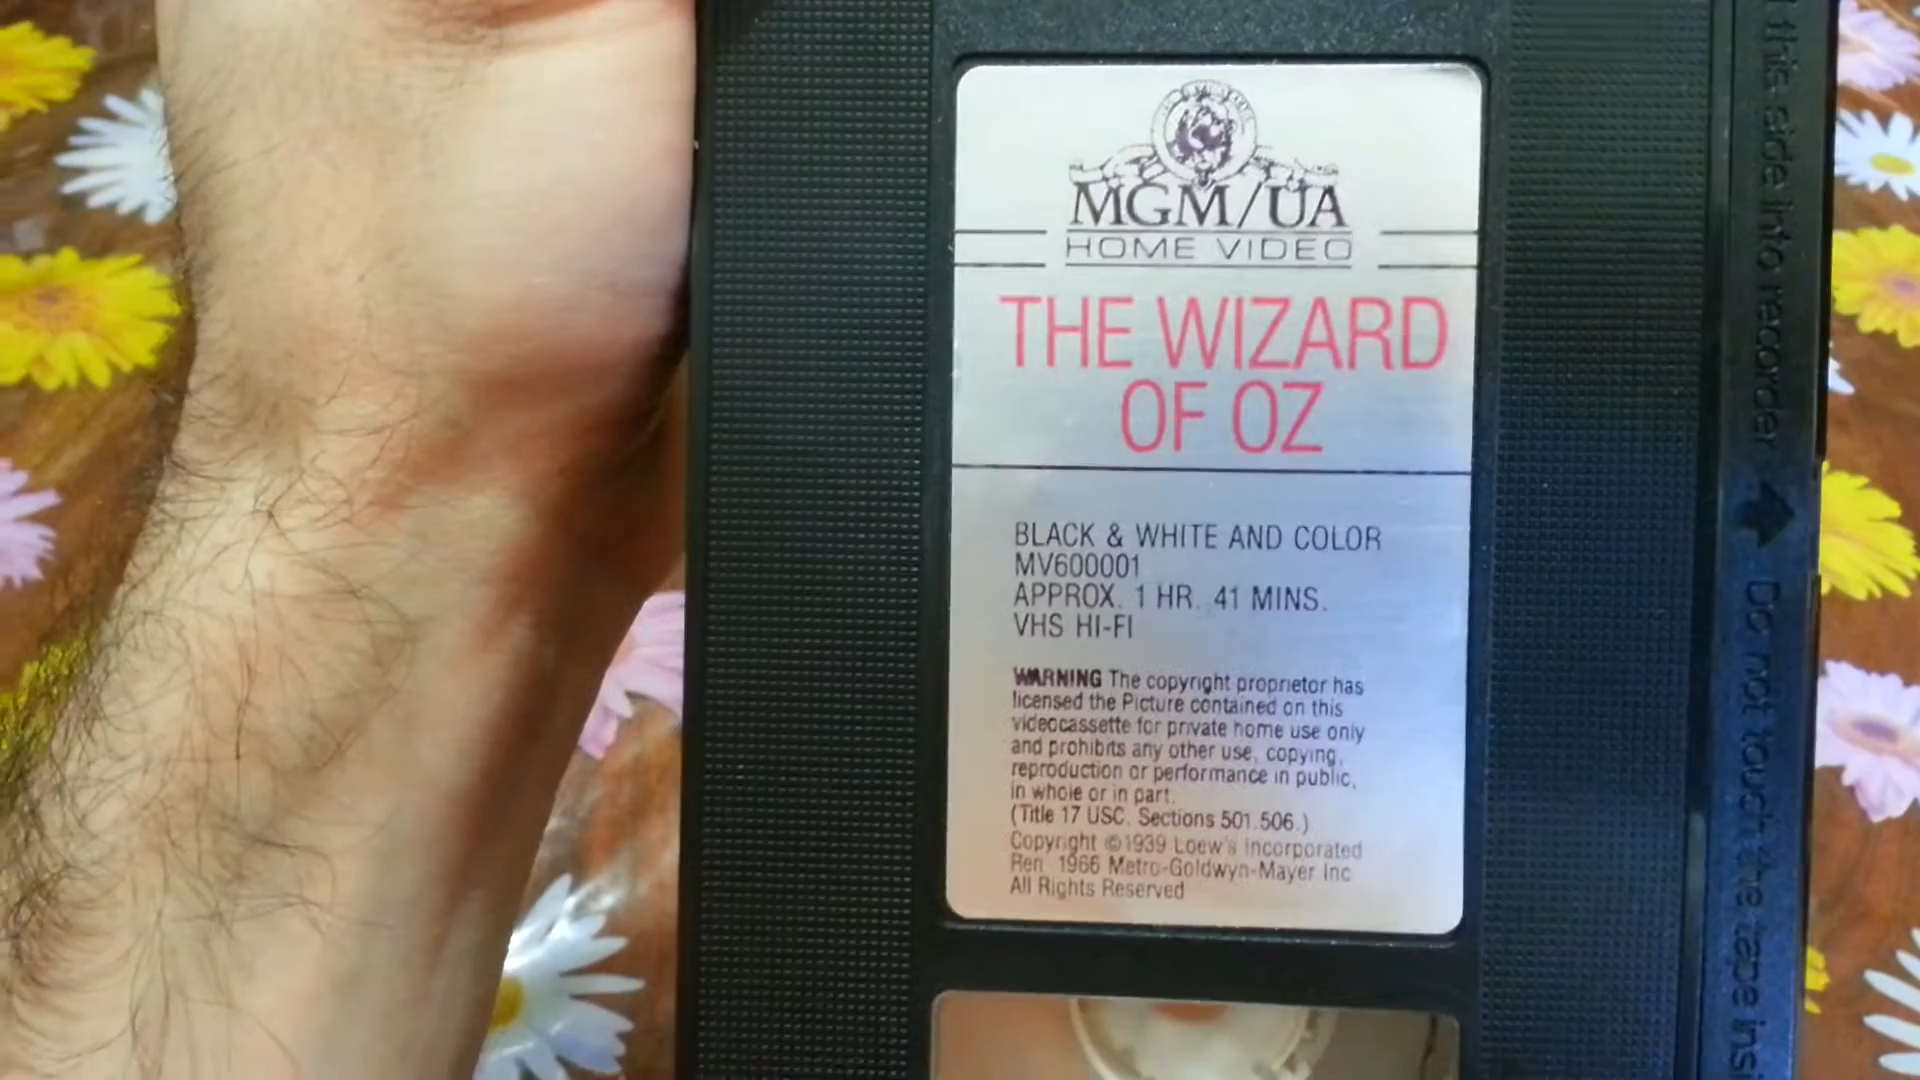 MGM/UA
HOME VIDEO
THE WIZARD
OF OZ
BLACK & WHITE AND COLOR
MV600001
APPROX. 1 HR. 41 MINS.
VHS HI-FI
WARNING The copyright proprietor has
licensed the Picture contained on this
videocassette for private home use only
and prohibits any other use, copying,
reproduction or performance in public,
in whole or in part.
(Title 17 USC. Sections 501.506.)
Copyright ©1939 Loew's Incorporated
Ren. 1966 Metro-Goldwyn-Mayer Inc
All Rights Reserved
this side into recorder
Do not touch the tape insi